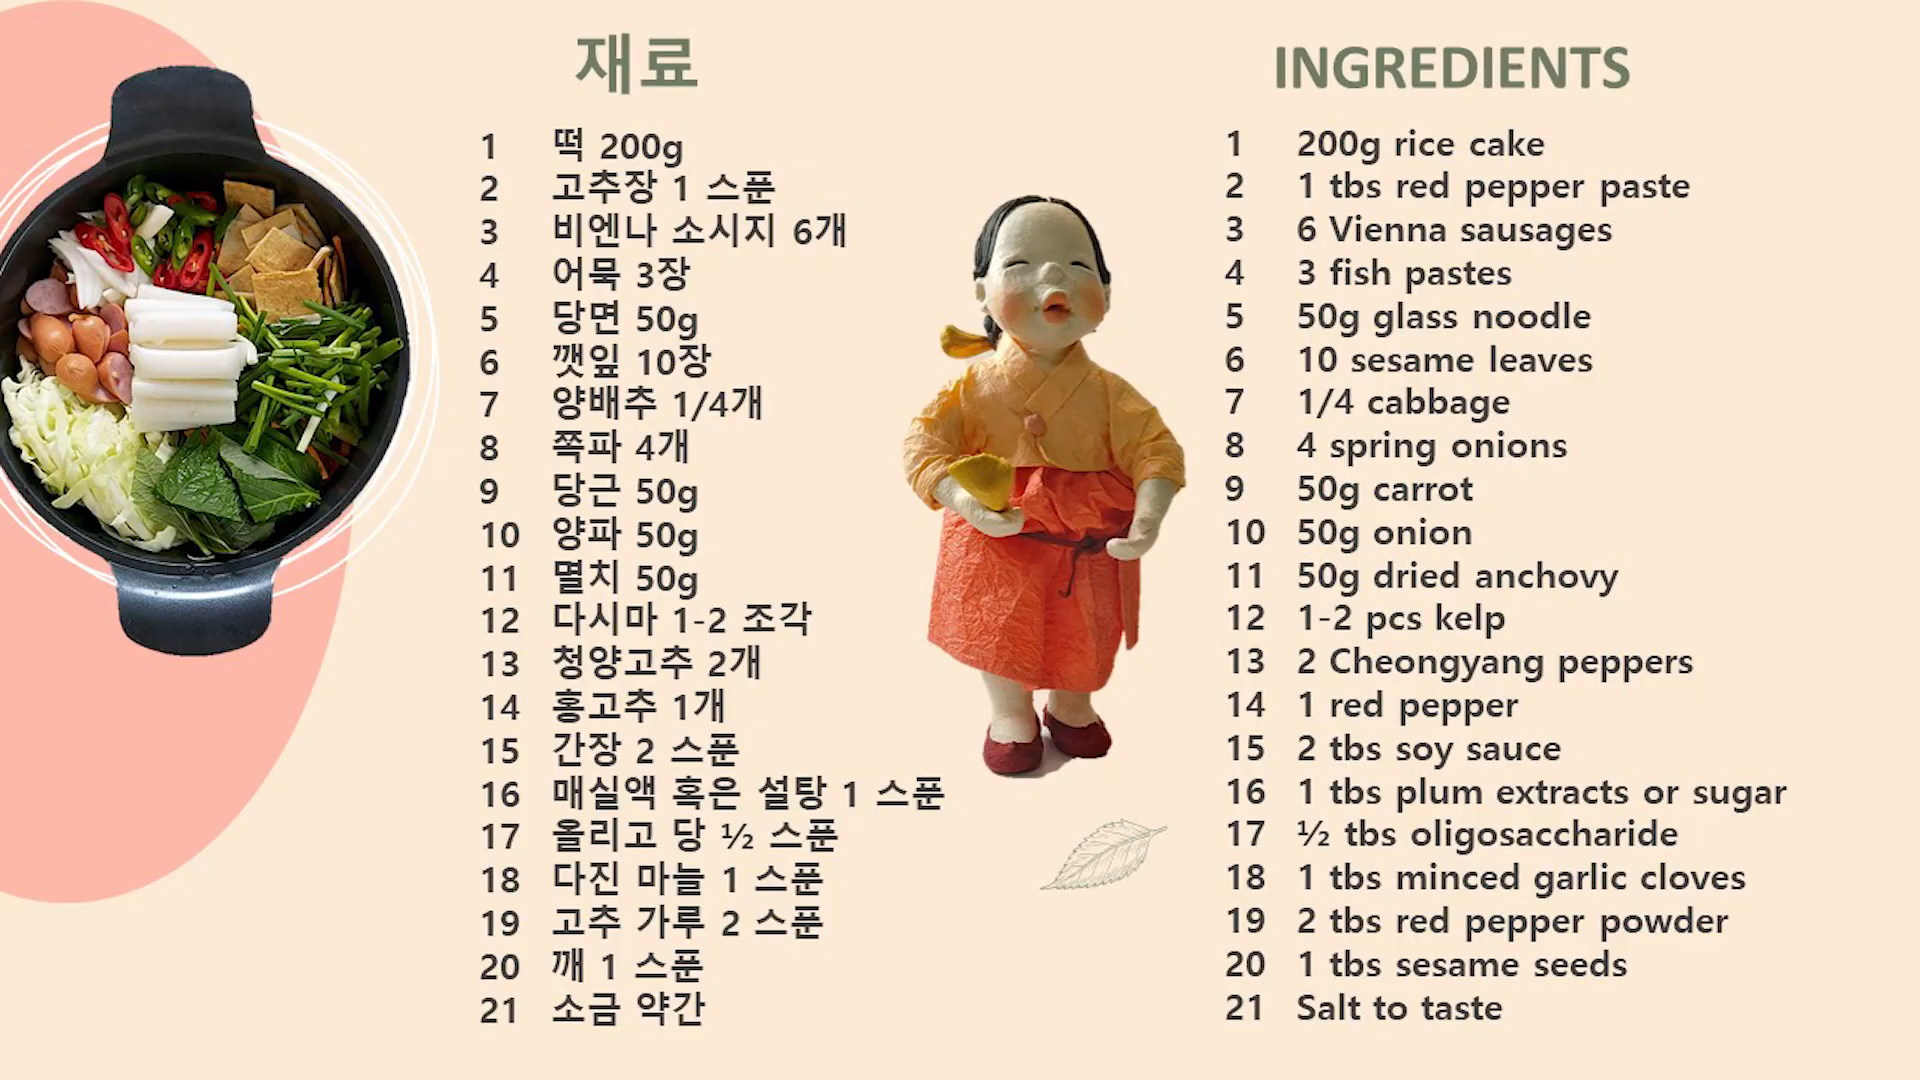 재료
1 떡 200g
2 고추장 1 스푼
3 비엔나 소시지 6개
4 어묵 3장
5 당면 50g
6 깻잎 10장
7 양배추 1/4개
8 쪽파 4개
9 당근 50g
10 양파 50g
11 멸치 50g
12 다시마 1-2 조각
13 청양고추 2개
14 홍고추 1개
15 간장 2 스푼
16 매실액 혹은 설탕 1 스푼
17 올리고 당 ½ 스푼
18 다진 마늘 1 스푼
19 고추 가루 2 스푼
20 깨 1 스푼
21 소금 약간
INGREDIENTS
1 200g rice cake
2 1 tbs red pepper paste
3 6 Vienna sausages
4 3 fish pastes
5 50g glass noodle
6 10 sesame leaves
7 1/4 cabbage
8 4 spring onions
9 50g carrot
10 50g onion
11 50g dried anchovy
12 1-2 pcs kelp
13 2 Cheongyang peppers
14 1 red pepper
15 2 tbs soy sauce
16 1 tbs plum extracts or sugar
17 ½ tbs oligosaccharide
18 1 tbs minced garlic cloves
19 2 tbs red pepper powder
20 1 tbs sesame seeds
21 Salt to taste